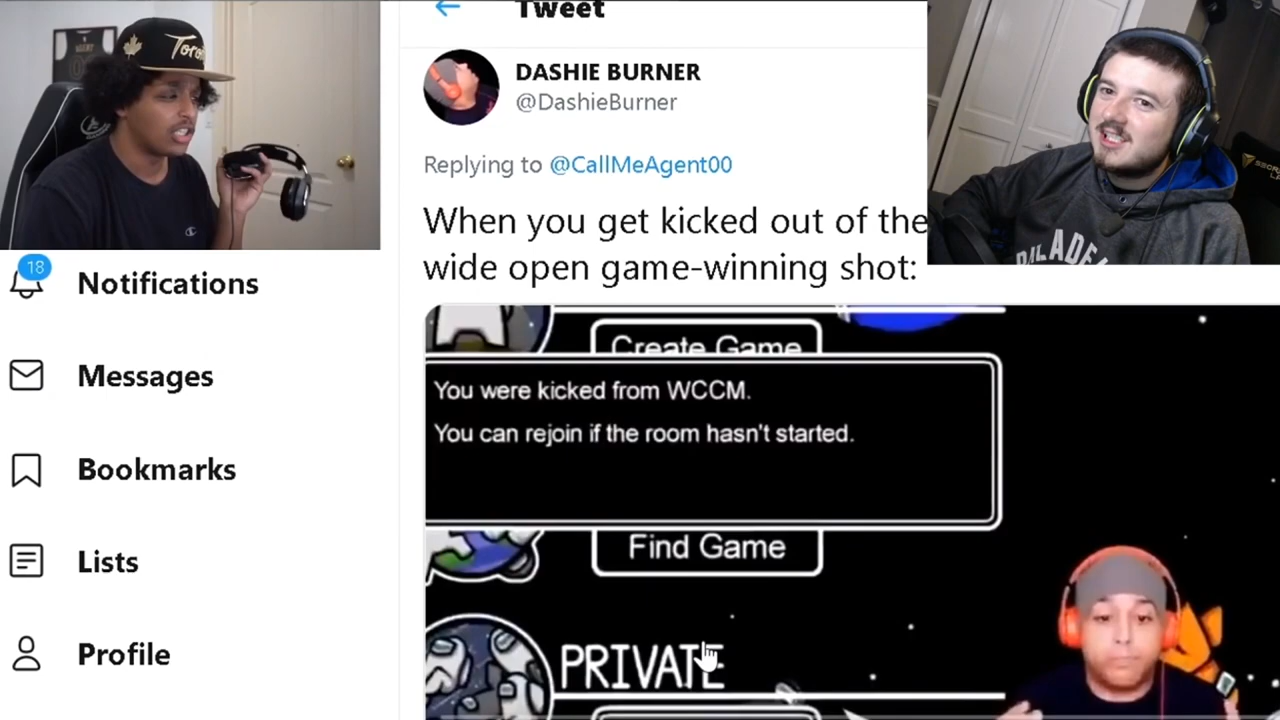 Tweet
DASHIE BURNER
@DashieBurner
Replying to @CallMeAgent00
When you get kicked out of the
wide open game-winning shot:
18
Notifications
Messages
Bookmarks
Lists
Profile
Create Game
You were kicked from WCCM.
You can rejoin if the room hasn't started.
Find Game
PRIVATE